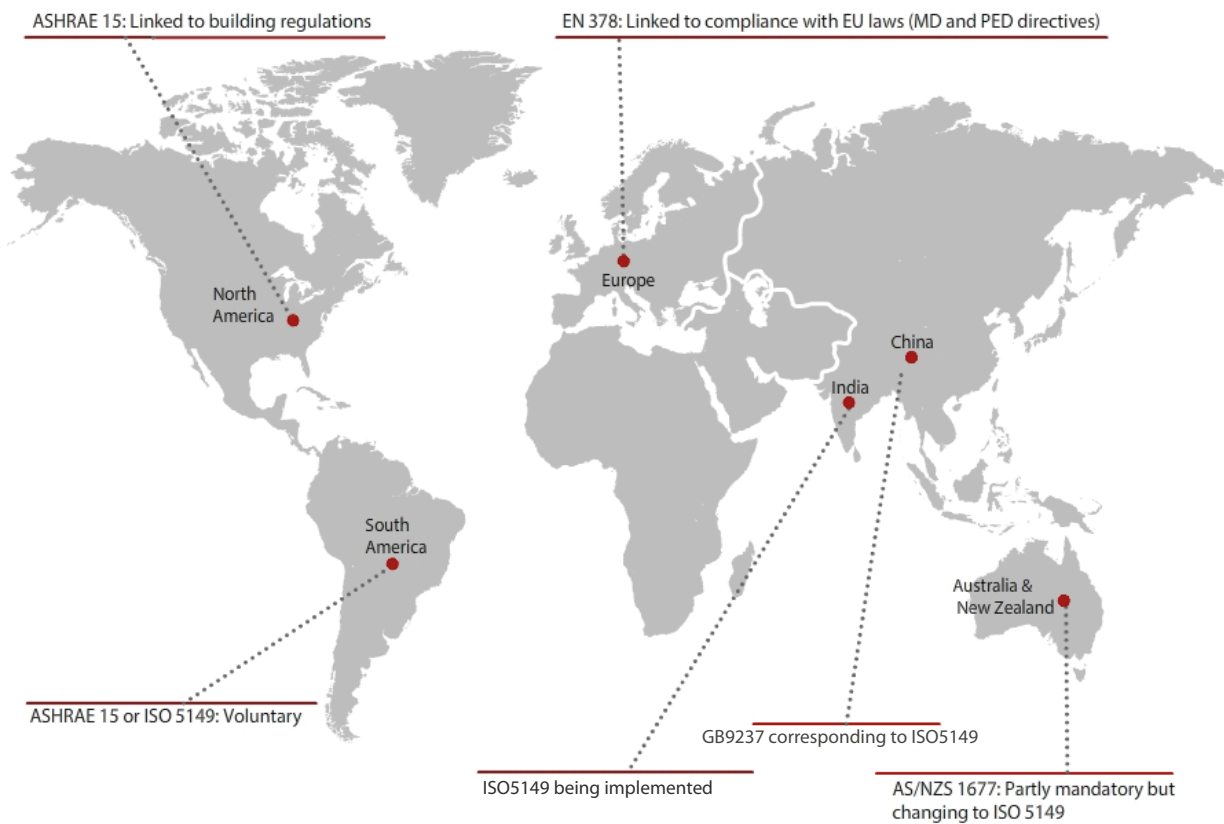 ASHRAE 15: Linked to building regulations
EN 378: Linked to compliance with EU laws (MD and PED directives)
Europe
North
America
China
India
South
America
Australia &
New Zealand
ASHRAE 15 or ISO 5149: Voluntary
GB9237 corresponding to ISO5149
ISO5149 being implemented
AS/NZS 1677: Partly mandatory but
changing to ISO 5149